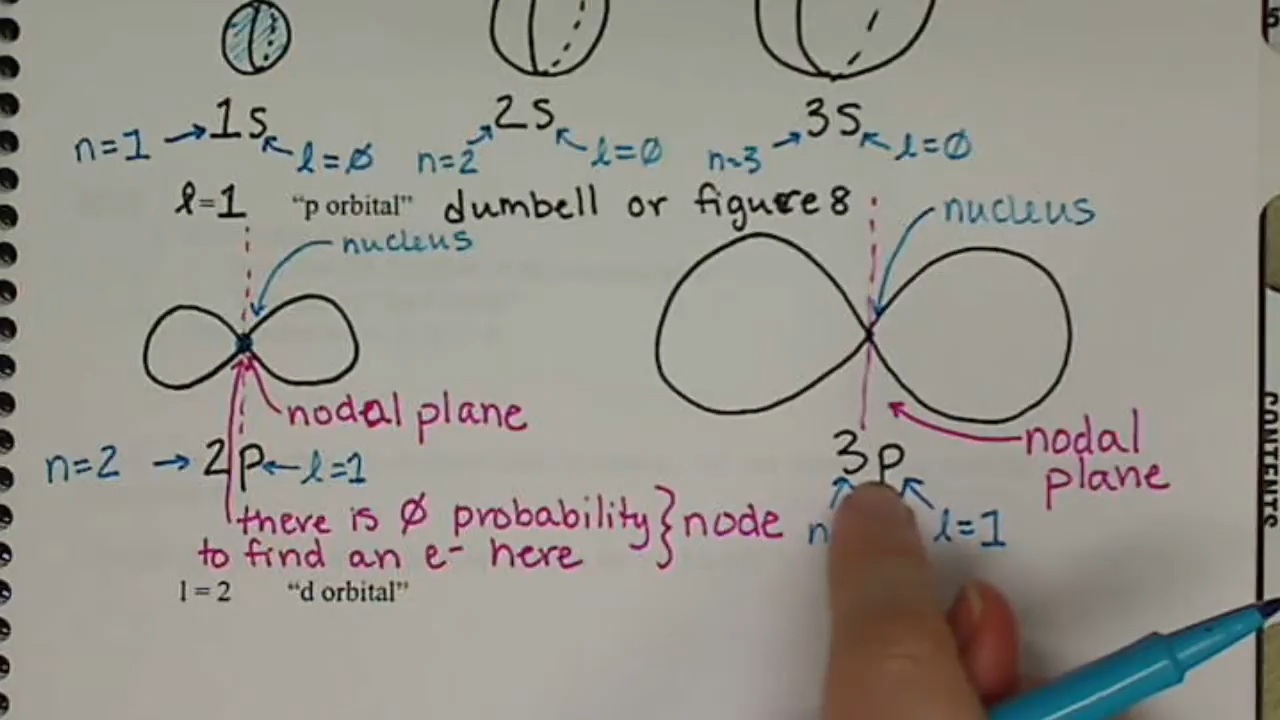 1s 2s 3s
n=1 l=∅ n=2 l=∅ n=3 l=∅
l=1 "p orbital" dumbell or figure 8
nucleus
nucleus
nodal plane
nodal
plane
n=2 2p l=1
3p
n l=1
there is ∅ probability } node
to find an e- here
l = 2 "d orbital"
CONTENTS